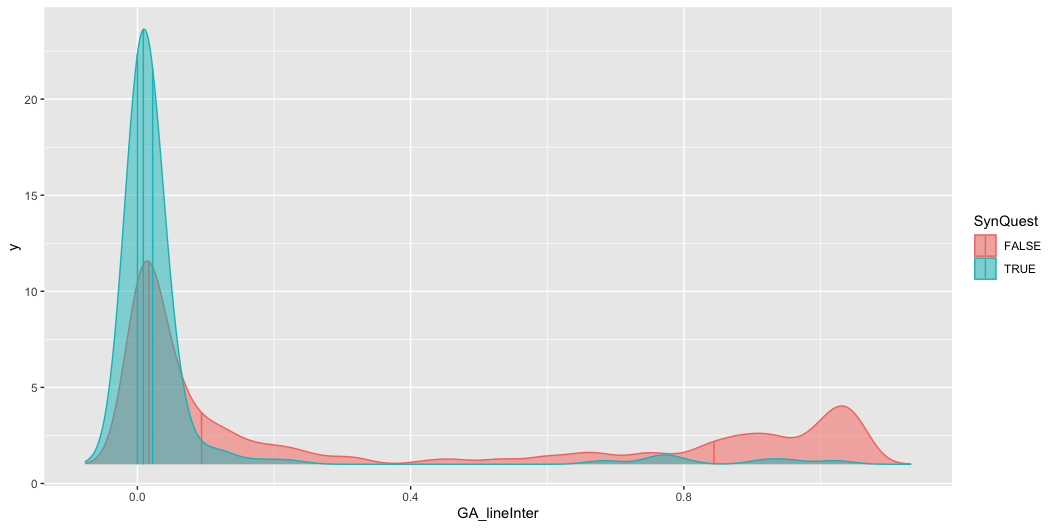 20
15
10
5
0
y
0.0
0.4
0.8
GA_lineInter
SynQuest
FALSE
TRUE